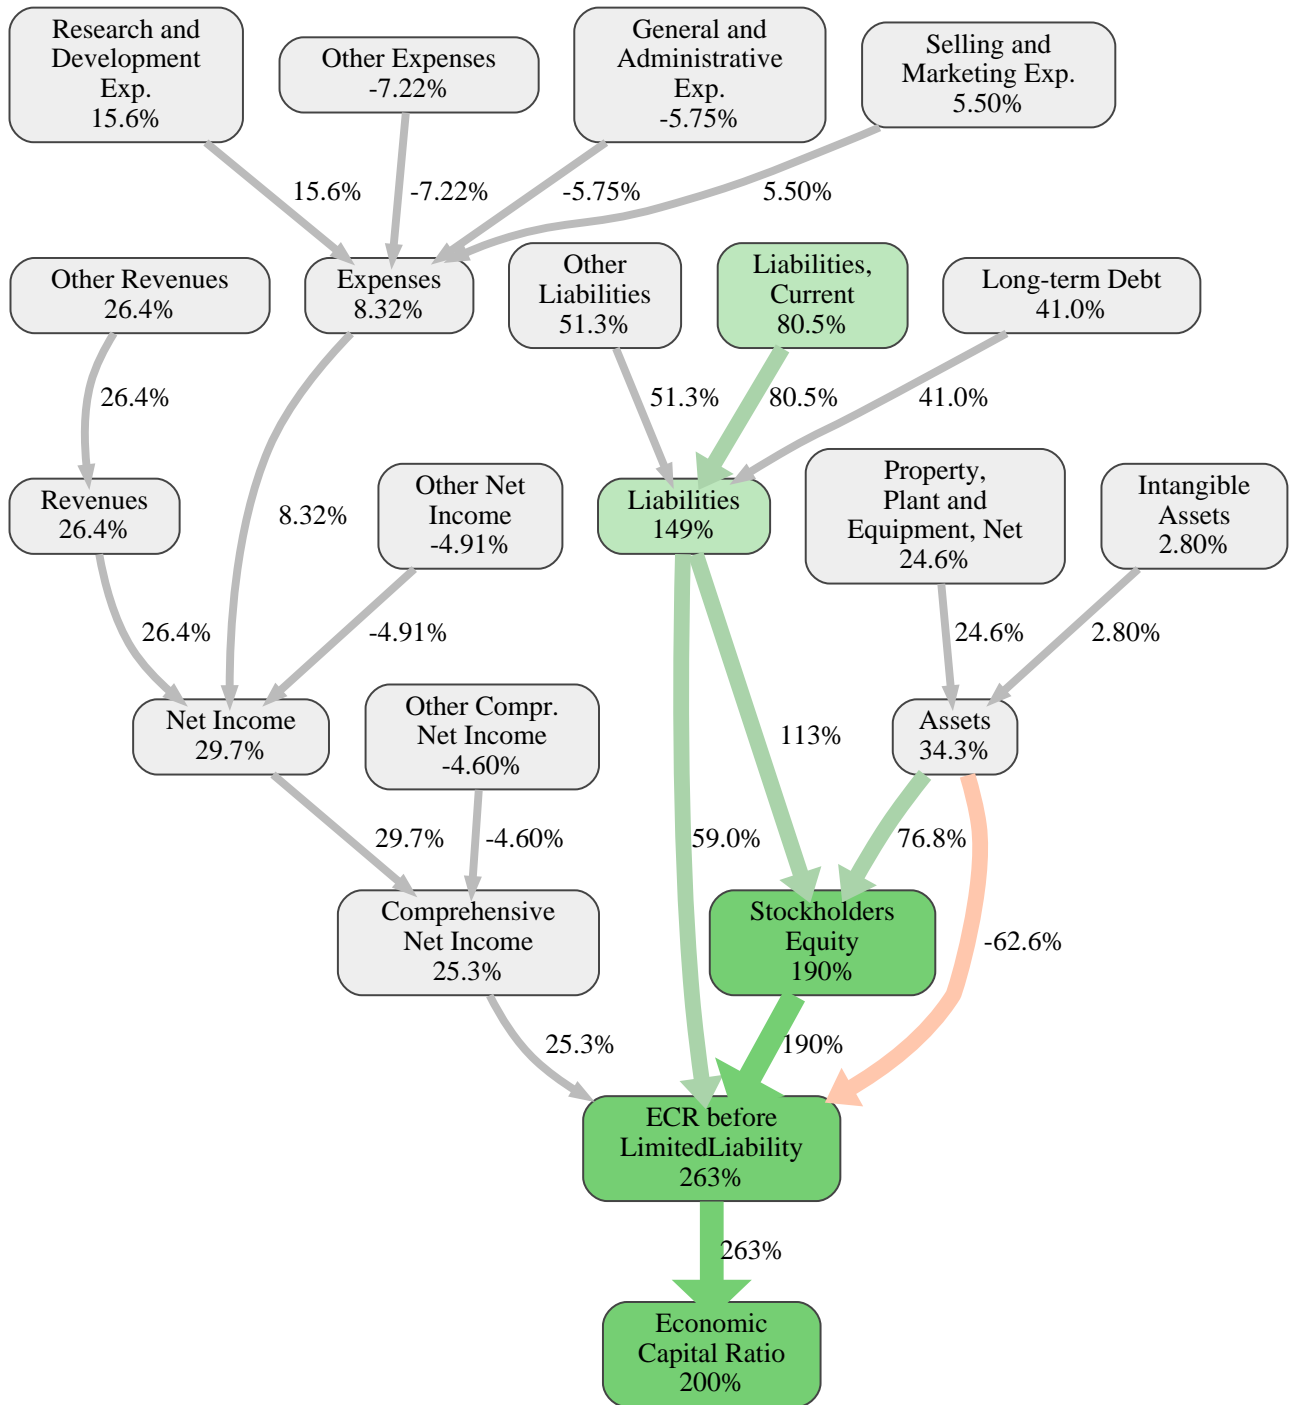 Research and
Development
Exp.
15.6%
Other Expenses
-7.22%
General and
Administrative
Exp.
-5.75%
Selling and
Marketing Exp.
5.50%
15.6%
-7.22%
-5.75%
5.50%
Other Revenues
26.4%
Expenses
8.32%
Other
Liabilities
51.3%
Liabilities,
Current
80.5%
Long-term Debt
41.0%
26.4%
51.3%
80.5%
41.0%
Revenues
26.4%
8.32%
Other Net
Income
-4.91%
Liabilities
149%
Property,
Plant and
Equipment, Net
24.6%
Intangible
Assets
2.80%
26.4%
-4.91%
24.6%
2.80%
Net Income
29.7%
Other Compr.
Net Income
-4.60%
113%
Assets
34.3%
29.7%
-4.60%
59.0%
76.8%
Comprehensive
Net Income
25.3%
Stockholders
Equity
190%
-62.6%
25.3%
190%
ECR before
LimitedLiability
263%
263%
Economic
Capital Ratio
200%